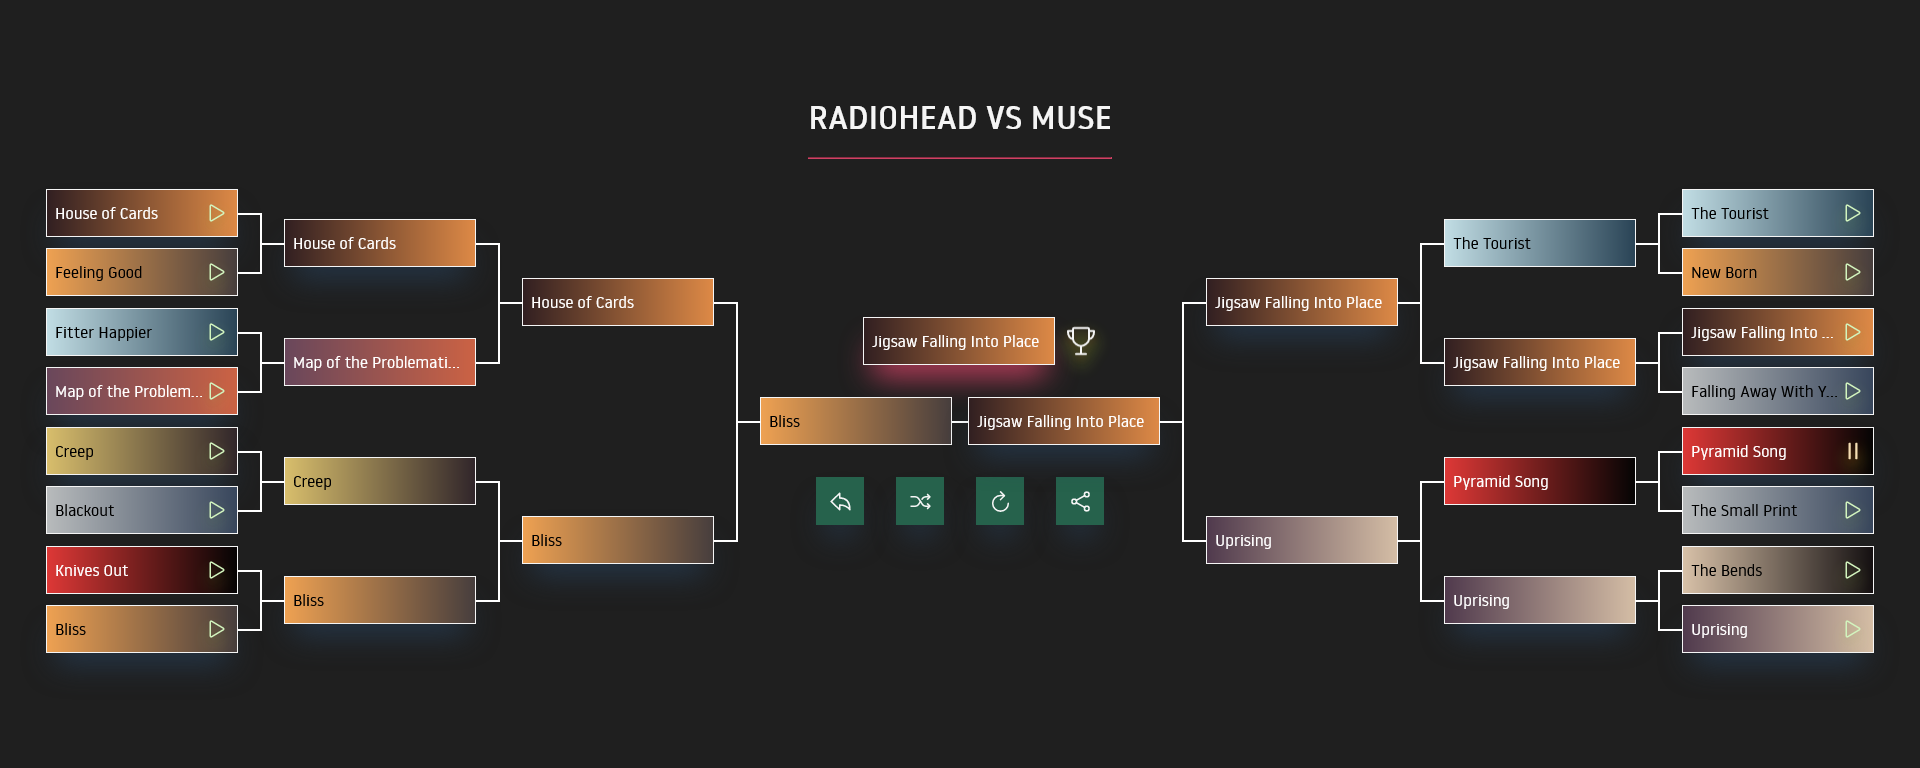 RADIOHEAD VS MUSE
House of Cards
Feeling Good
Fitter Happier
Map of the Problem...
Creep
Blackout
Knives Out
Bliss
House of Cards
Map of the Problemati...
Creep
Bliss
House of Cards
Bliss
Jigsaw Falling Into Place
Bliss
Jigsaw Falling Into Place
Jigsaw Falling Into Place
Uprising
The Tourist
Jigsaw Falling Into Place
Pyramid Song
Uprising
The Tourist
New Born
Jigsaw Falling Into ...
Falling Away With Y...
Pyramid Song
The Small Print
The Bends
Uprising